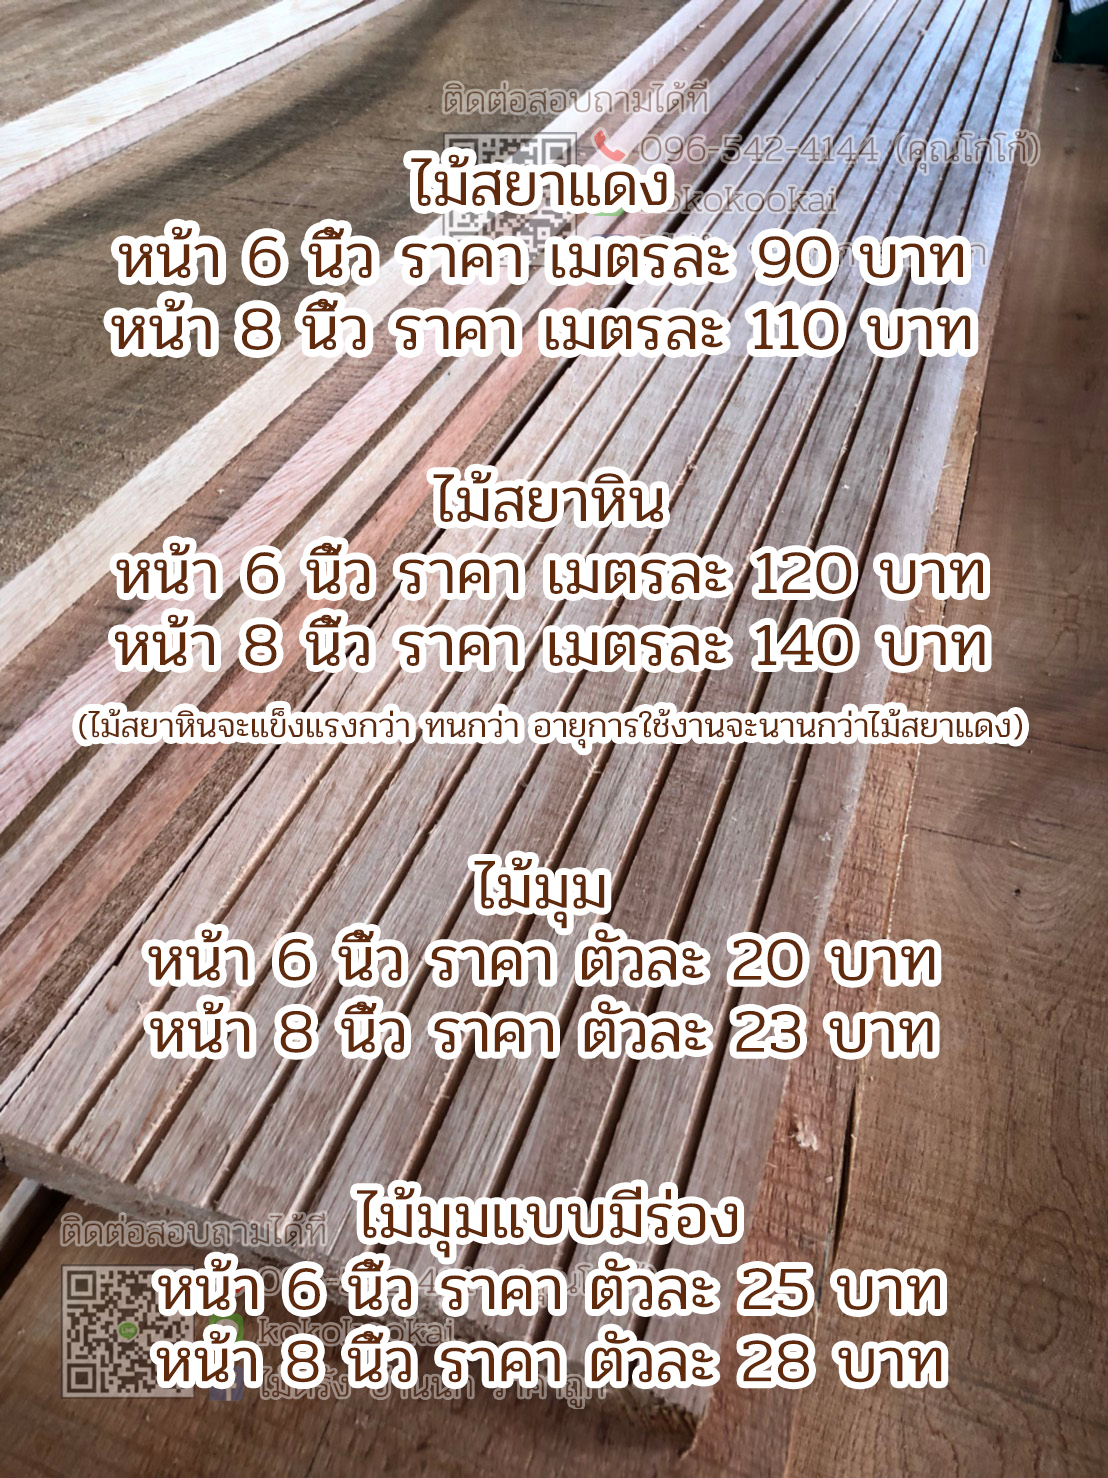 ติดต่อสอบถามได้ที่
096-542-4144 (คุณโกโก้)
kokokookai
ไม้สยาแดง
หน้า 6 นิ้ว ราคา เมตรละ 90 บาท
หน้า 8 นิ้ว ราคา เมตรละ 110 บาท
ไม้สยาหิน
หน้า 6 นิ้ว ราคา เมตรละ 120 บาท
หน้า 8 นิ้ว ราคา เมตรละ 140 บาท
(ไม้สยาหินจะแข็งแรงกว่า ทนกว่า อายุการใช้งานจะนานกว่าไม้สยาแดง)
ไม้มุม
หน้า 6 นิ้ว ราคา ตัวละ 20 บาท
หน้า 8 นิ้ว ราคา ตัวละ 23 บาท
ไม้มุมแบบมีร่อง
ติดต่อสอบถามได้ที่
หน้า 6 นิ้ว ราคา ตัวละ 25 บาท
kokokookai
หน้า 8 นิ้ว ราคา ตัวละ 28 บาท